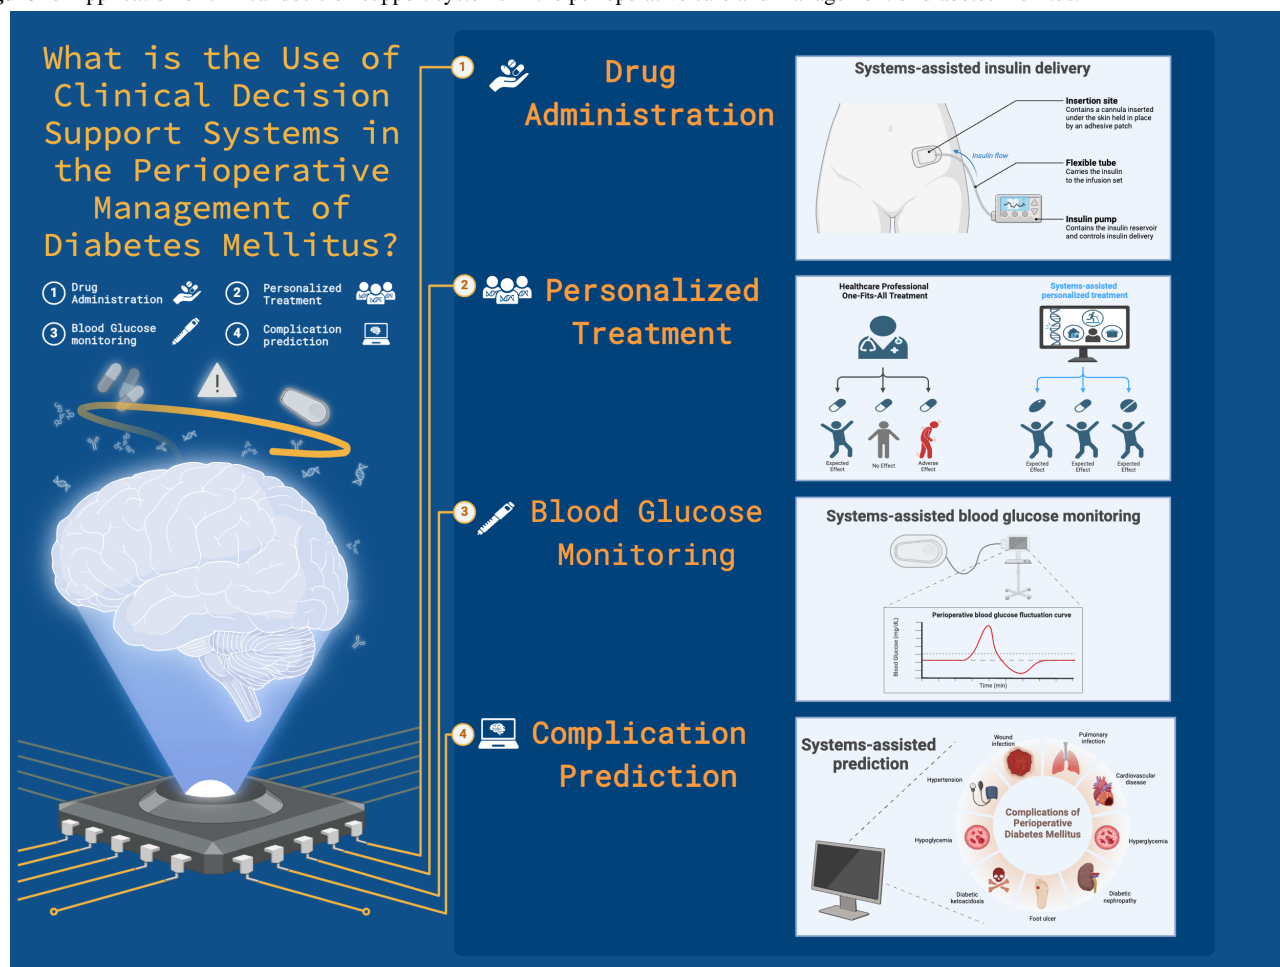 What is the Use of
Clinical Decision
Support Systems in
the Perioperative
Management of
Diabetes Mellitus?
1 Drug
Administration
2 Personalized
Treatment
3 Blood Glucose
monitoring
4 Complication
prediction
1 Drug
Administration
Systems-assisted insulin delivery
Insertion site
Contains a cannula inserted
under the skin held in place
by an adhesive patch
Insulin flow
Flexible tube
Carries the insulin
to the infusion set
Insulin pump
Contains the insulin reservoir
and controls insulin delivery
2 Personalized
Treatment
Healthcare Professional
One-Fits-All Treatment
Expected
Effect
No Effect
Adverse
Effect
Systems-assisted
personalized treatment
Expected
Effect
Expected
Effect
Expected
Effect
3 Blood Glucose
Monitoring
Systems-assisted blood glucose monitoring
Perioperative blood glucose fluctuation curve
Blood Glucose (mg/dL)
Time (min)
4 Complication
Prediction
Systems-assisted
prediction
Complications of
Perioperative
Diabetes Mellitus
Wound
infection
Pulmonary
infection
Cardiovascular
disease
Hyperglycemia
Diabetic
nephropathy
Foot ulcer
Diabetic
ketoacidosis
Hypoglycemia
Hypertension